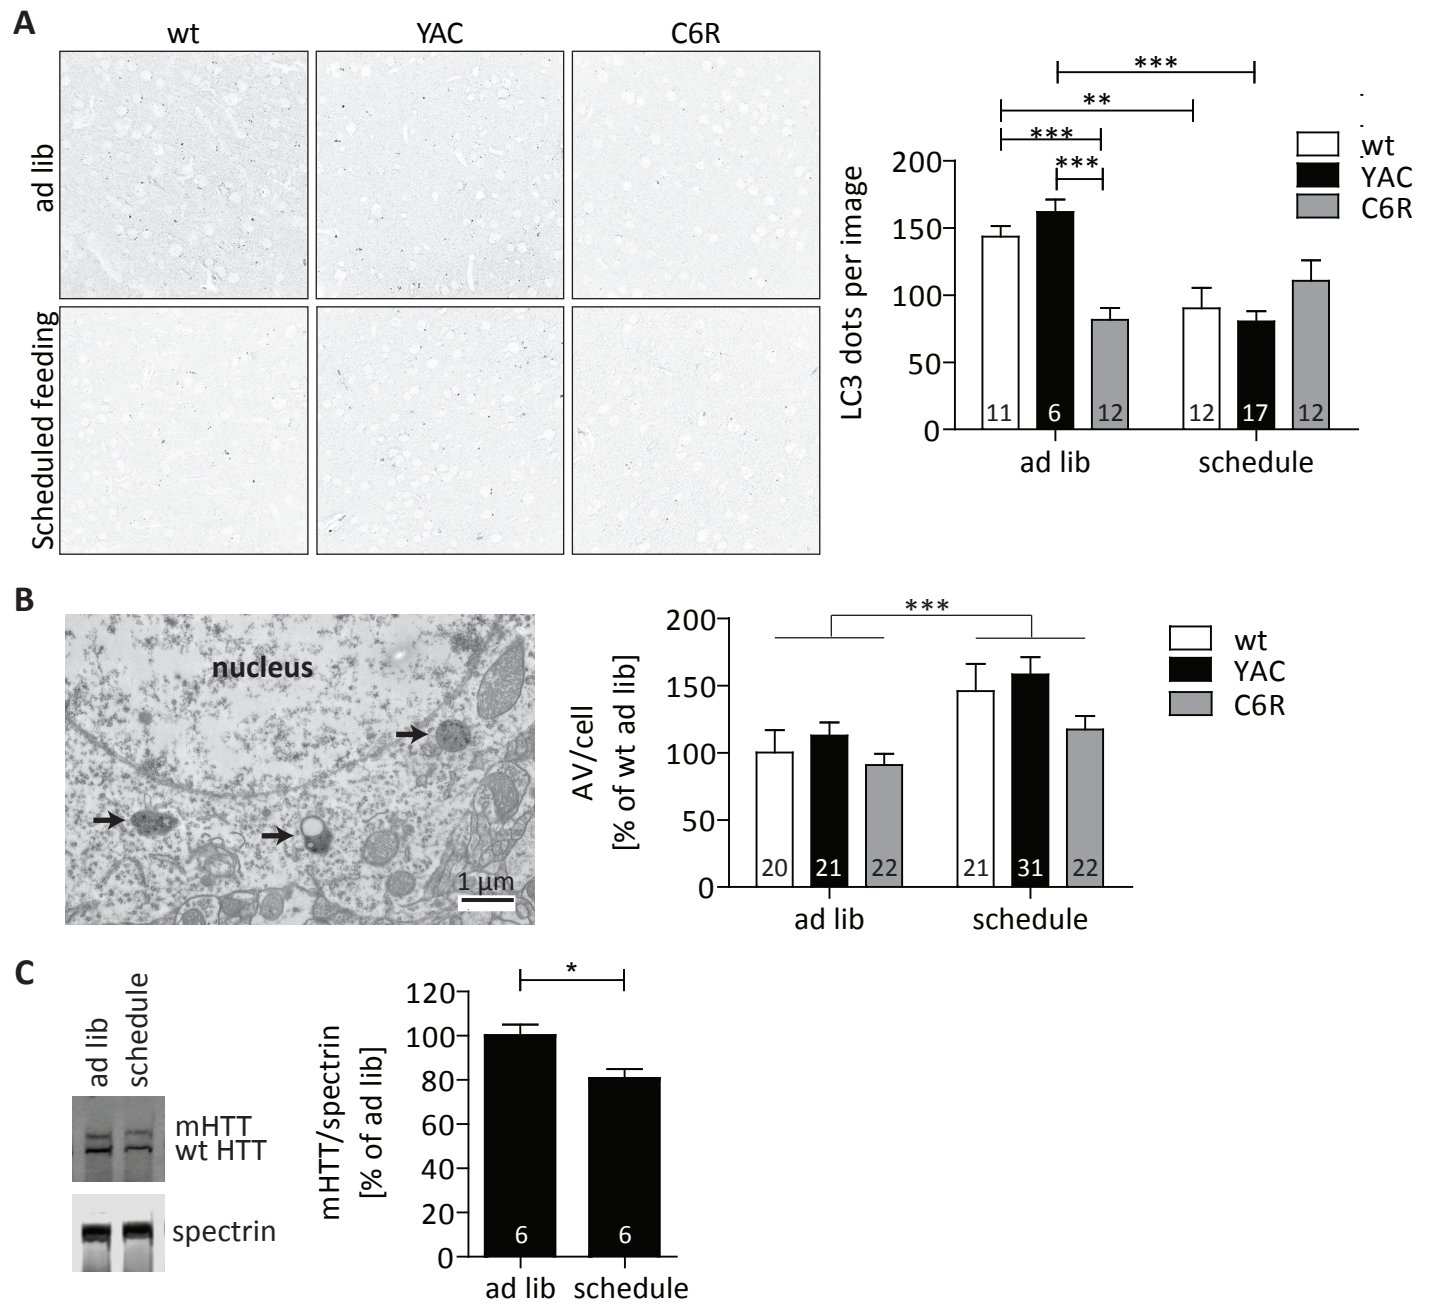 A
wt
YAC
C6R
ad lib
Scheduled feeding
LC3 dots per image
200
150
100
50
0
***
**
***
***
wt
YAC
C6R
11
6
12
12
17
12
ad lib
schedule
B
nucleus
1 µm
AV/cell
[% of wt ad lib]
200
150
100
50
0
***
wt
YAC
C6R
20
21
22
21
31
22
ad lib
schedule
C
ad lib
schedule
mHTT
wt HTT
spectrin
mHTT/spectrin
[% of ad lib]
120
100
80
60
40
20
0
*
6
6
ad lib
schedule